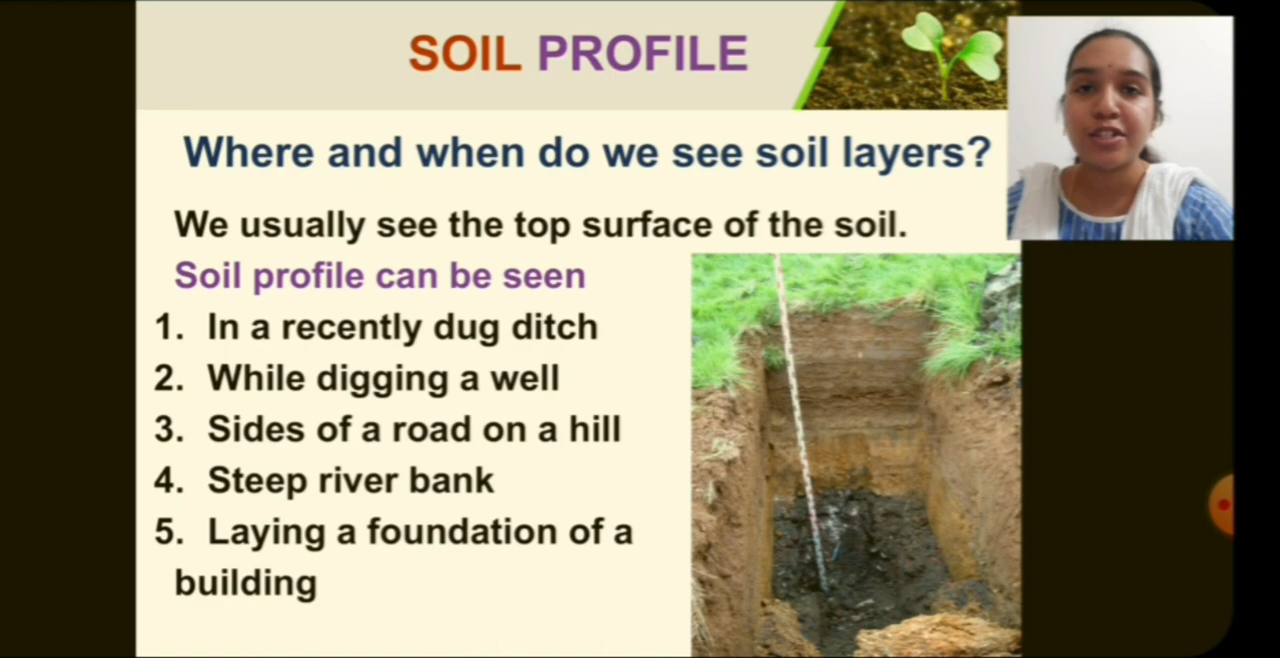 SOIL PROFILE
Where and when do we see soil layers?
We usually see the top surface of the soil.
Soil profile can be seen
1. In a recently dug ditch
2. While digging a well
3. Sides of a road on a hill
4. Steep river bank
5. Laying a foundation of a
building